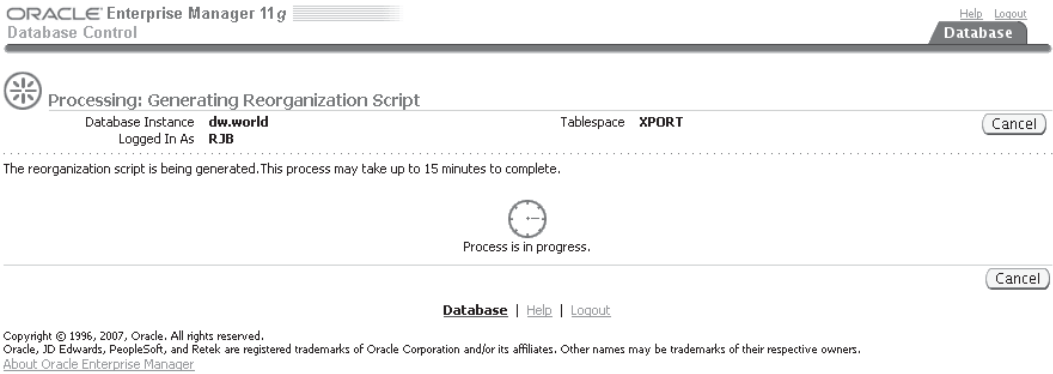 ORACLE Enterprise Manager 11g
Help Logout
Database Control
Database
Processing: Generating Reorganization Script
Database Instance dw.world Tablespace XPORT
Cancel
Logged In As RJB
The reorganization script is being generated.This process may take up to 15 minutes to complete.
Process is in progress.
Cancel
Database | Help | Logout
Copyright © 1996, 2007, Oracle. All rights reserved.
Oracle, JD Edwards, PeopleSoft, and Retek are registered trademarks of Oracle Corporation and/or its affiliates. Other names may be trademarks of their respective owners.
About Oracle Enterprise Manager